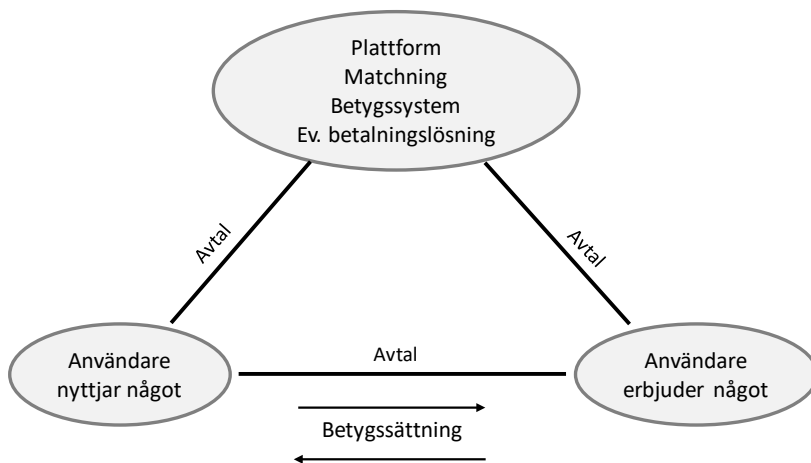 Plattform
Matchning
Betygssystem
Ev. betalningslösning
Avtal
Avtal
Användare
nyttjar något
Avtal
Användare
erbjuder något
Betygssättning